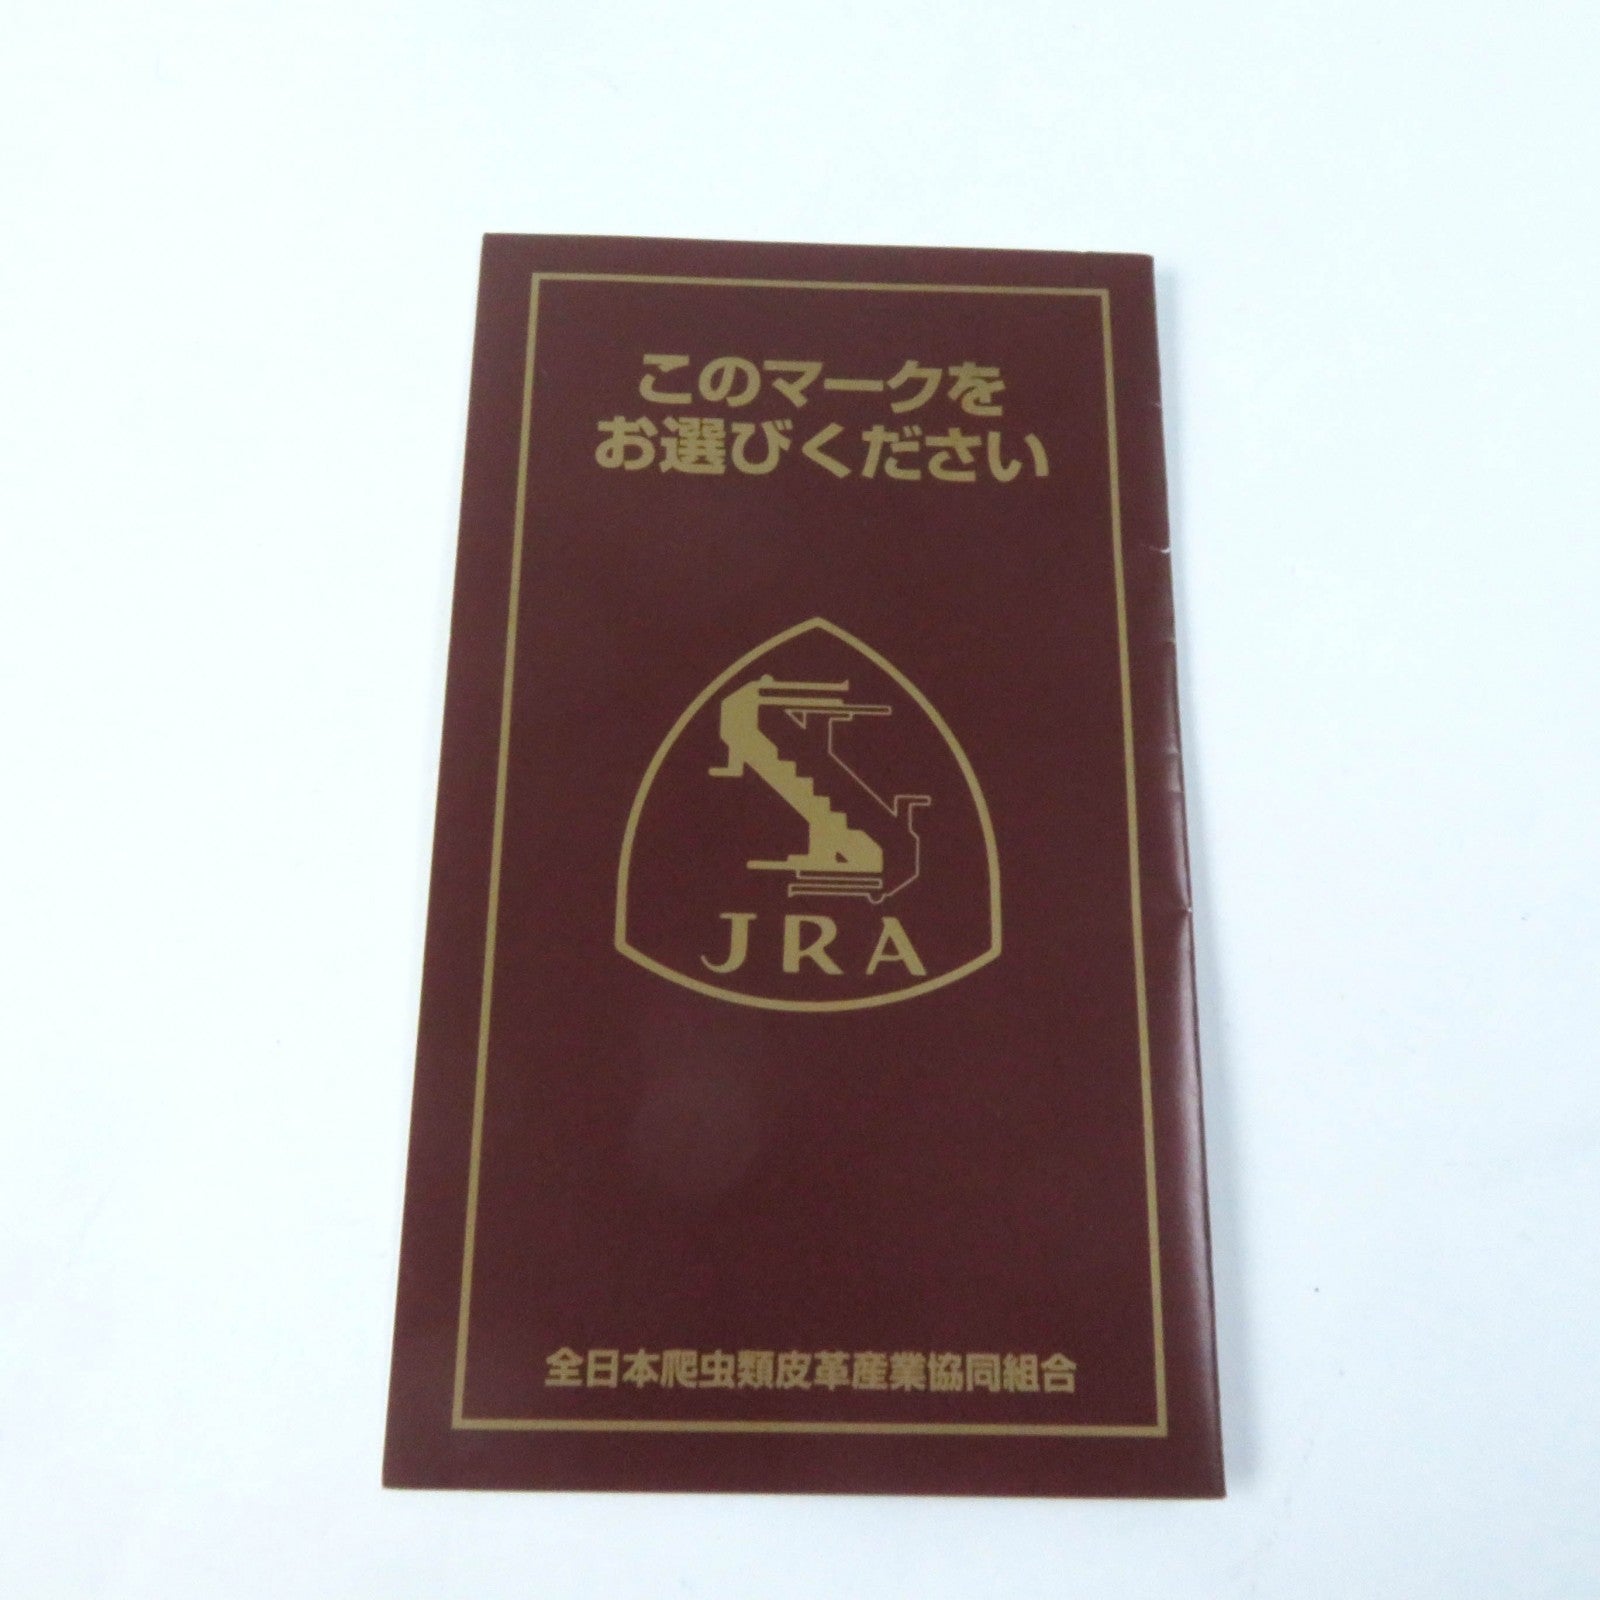 このマークを
お選びください
JRA
全日本爬虫類皮革産業協同組合